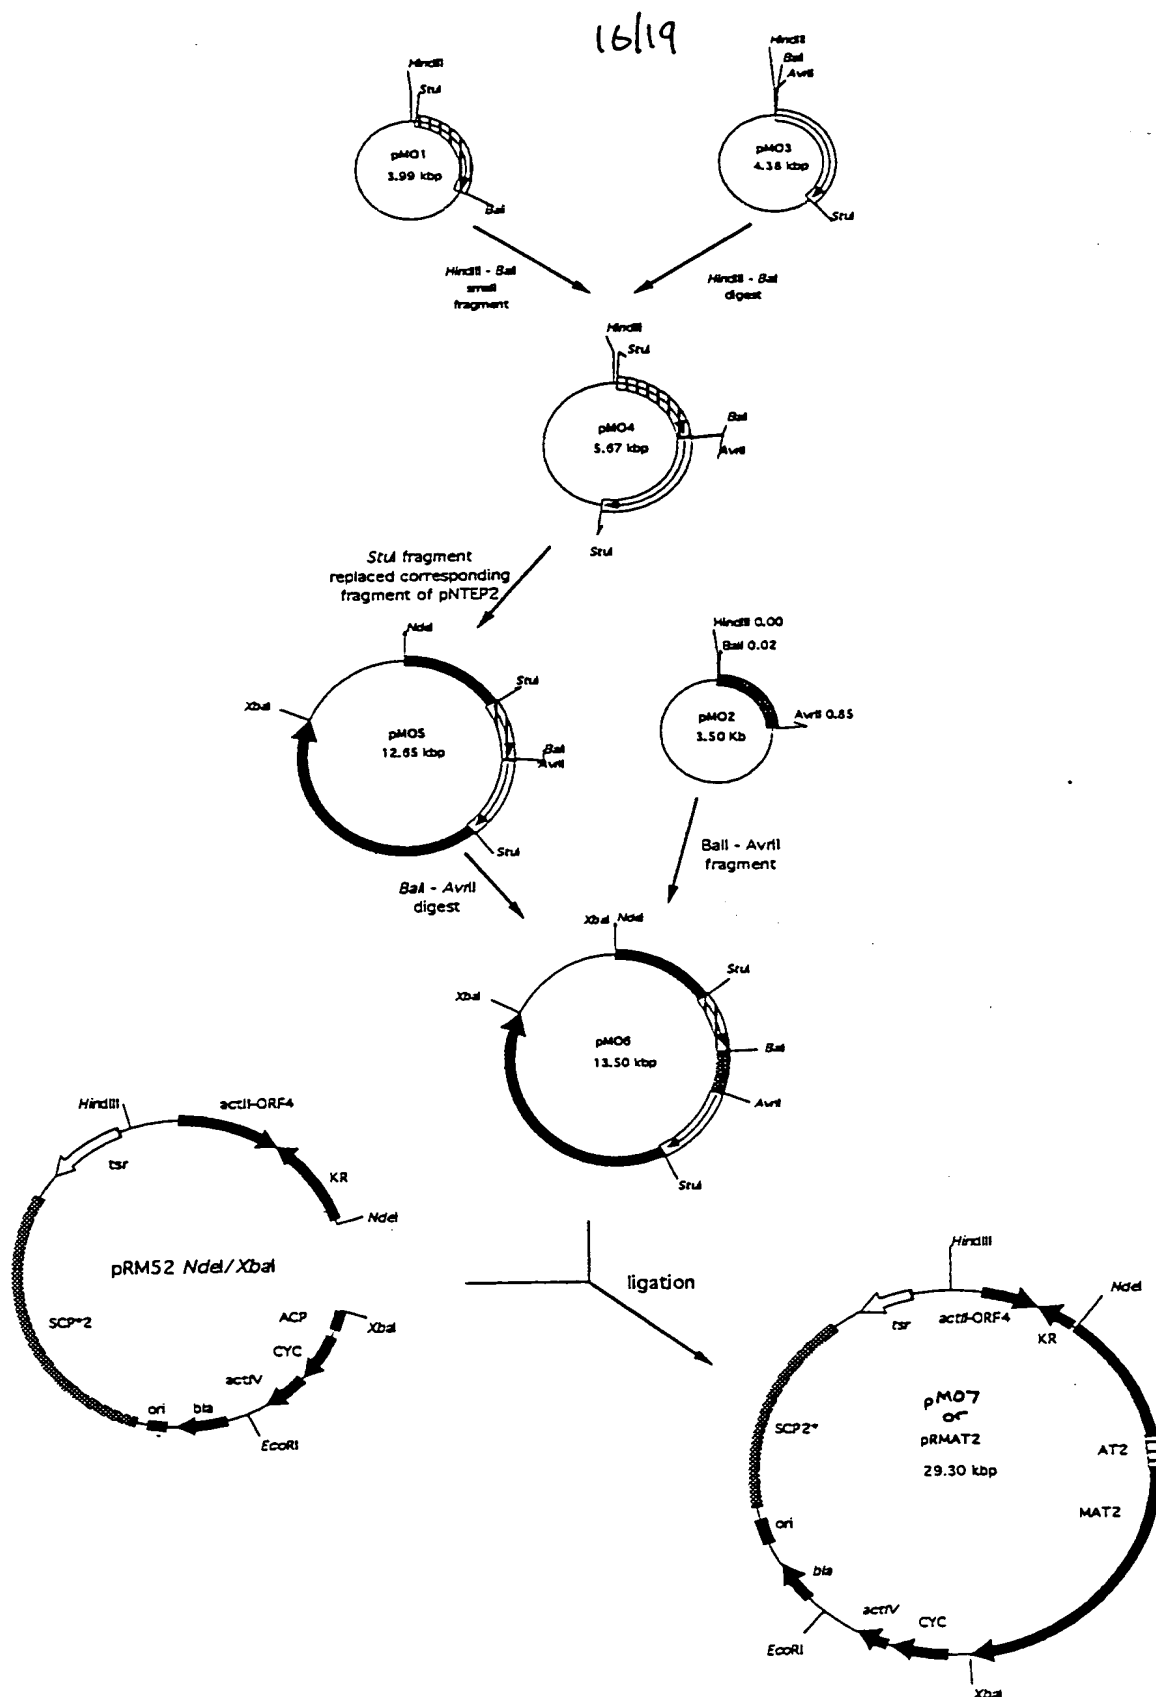 16/19
HindIII
StuI
pMO1
3.99 kbp
BalI
HindIII
BalI
AvrII
pMO3
4.38 kbp
StuI
HindIII - BalI
small
fragment
HindIII - BalI
digest
HindIII
StuI
pMO4
5.67 kbp
BalI
AvrII
StuI
StuI fragment
replaced corresponding
fragment of pNTEP2
NdeI
StuI
XbaI
pMO5
12.65 kbp
BalI
AvrII
StuI
HindIII 0.00
BalI 0.02
pMO2
3.50 Kb
AvrII 0.85
BalI - AvrII
digest
BalI - AvrII
fragment
XbaI NdeI
StuI
XbaI
pMO6
13.50 kbp
BalI
AvrII
StuI
HindIII
actII-ORF4
tsr
KR
NdeI
pRM52 NdeI/XbaI
SCP*2
ACP
XbaI
CYC
actIV
ori
bla
EcoRI
ligation
HindIII
NdeI
tsr
actII-ORF4
KR
pMO7
or
pRMAT2
29.30 kbp
SCP2*
AT2
MAT2
ori
bla
actIV
CYC
EcoRI
XbaI